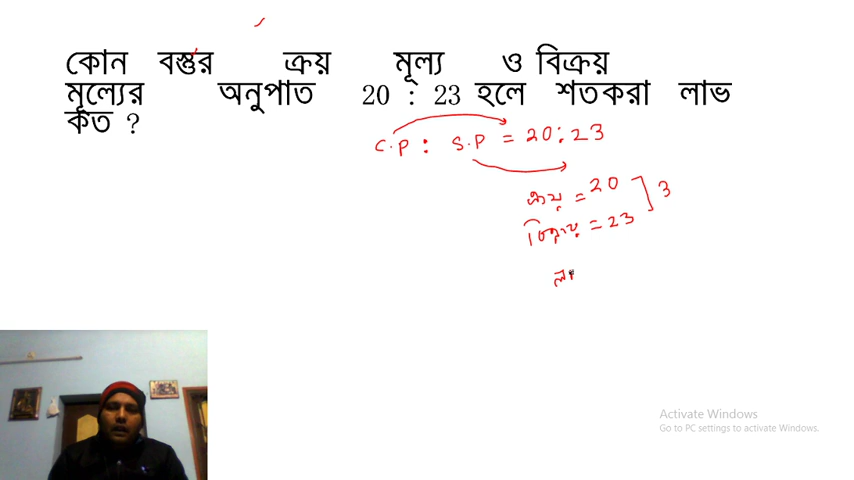 কোন বস্তুর ক্রয় মূল্য ও বিক্রয়
মূল্যের অনুপাত 20 : 23 হলে শতকরা লাভ
কত ?
C.P : S.P = 20:23
ক্রয় = 20 ] 3
বিক্রয় = 23
Activate Windows
Go to PC settings to activate Windows.